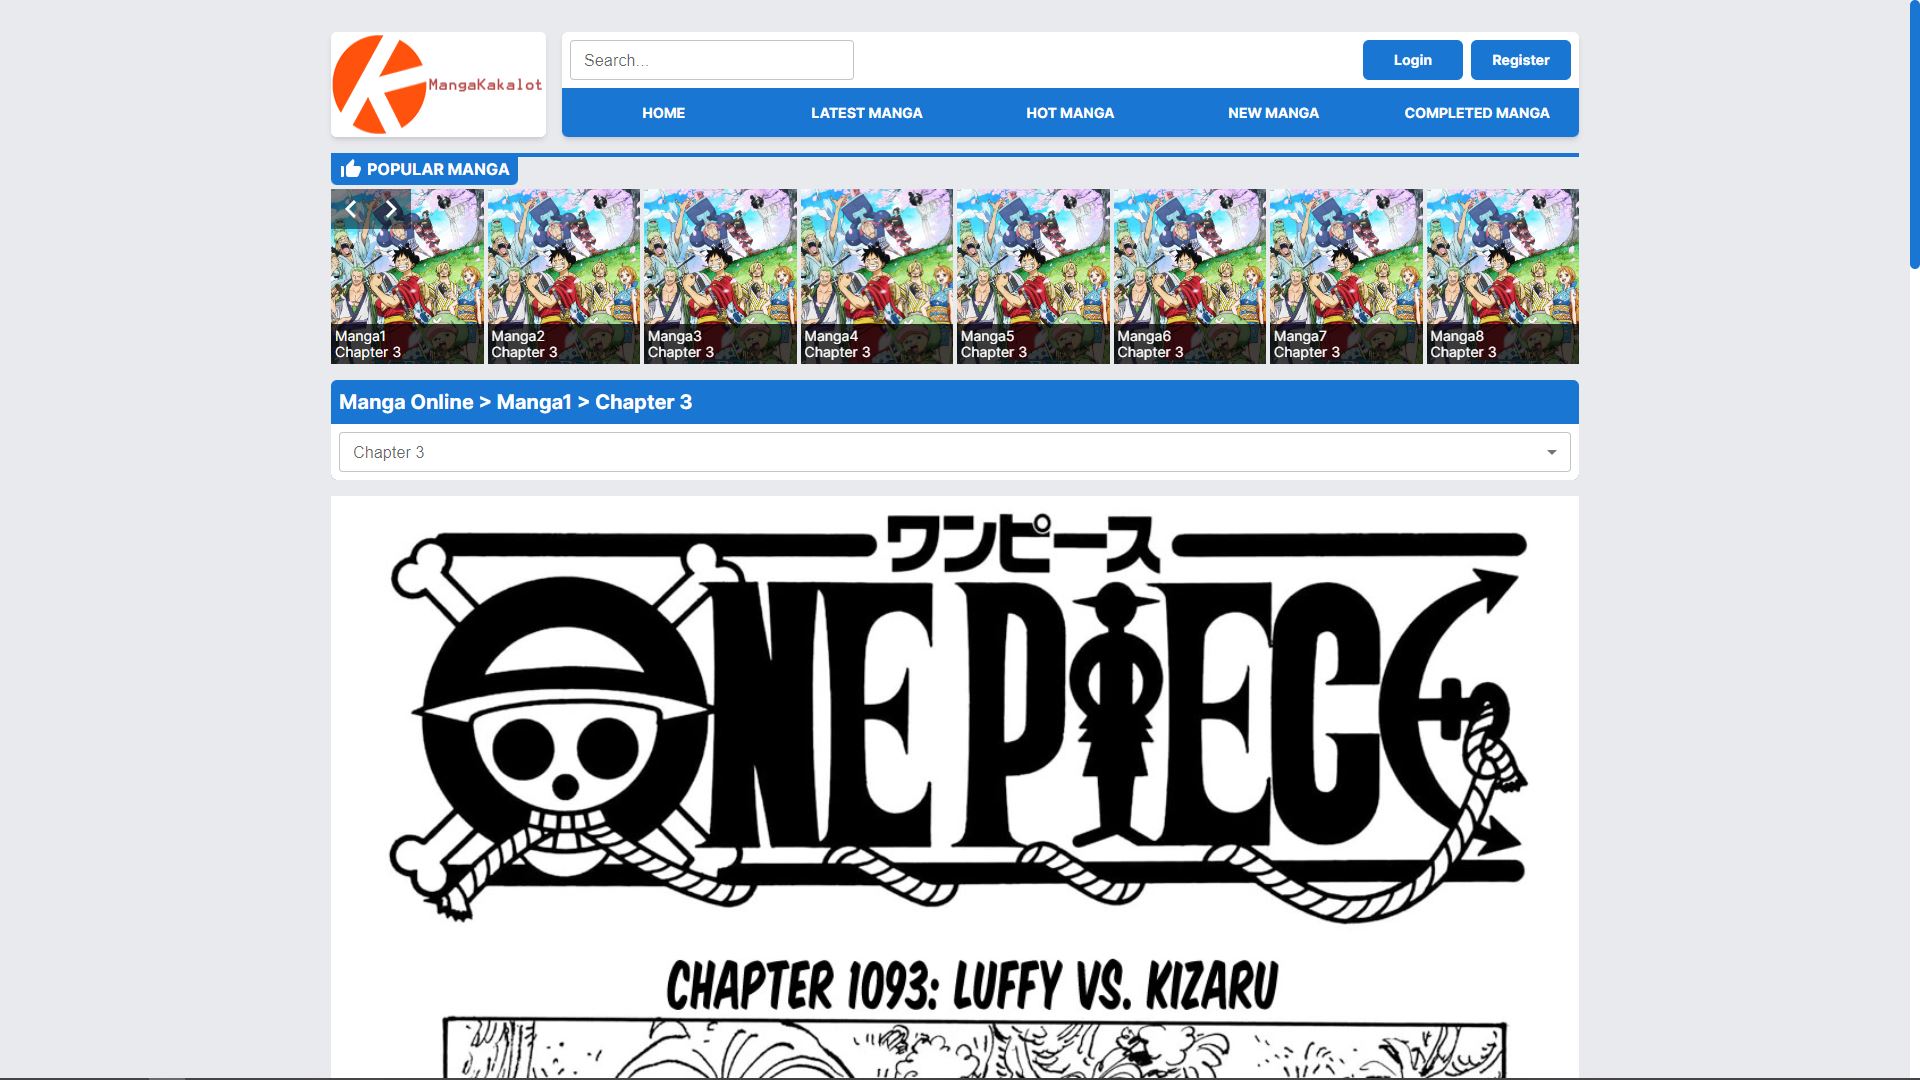 MangaKakalot
Search...
Login
Register
HOME
LATEST MANGA
HOT MANGA
NEW MANGA
COMPLETED MANGA
POPULAR MANGA
Manga1
Chapter 3
Manga2
Chapter 3
Manga3
Chapter 3
Manga4
Chapter 3
Manga5
Chapter 3
Manga6
Chapter 3
Manga7
Chapter 3
Manga8
Chapter 3
Manga Online > Manga1 > Chapter 3
Chapter 3
ワンピース
ONE PIECE
CHAPTER 1093: LUFFY VS. KIZARU